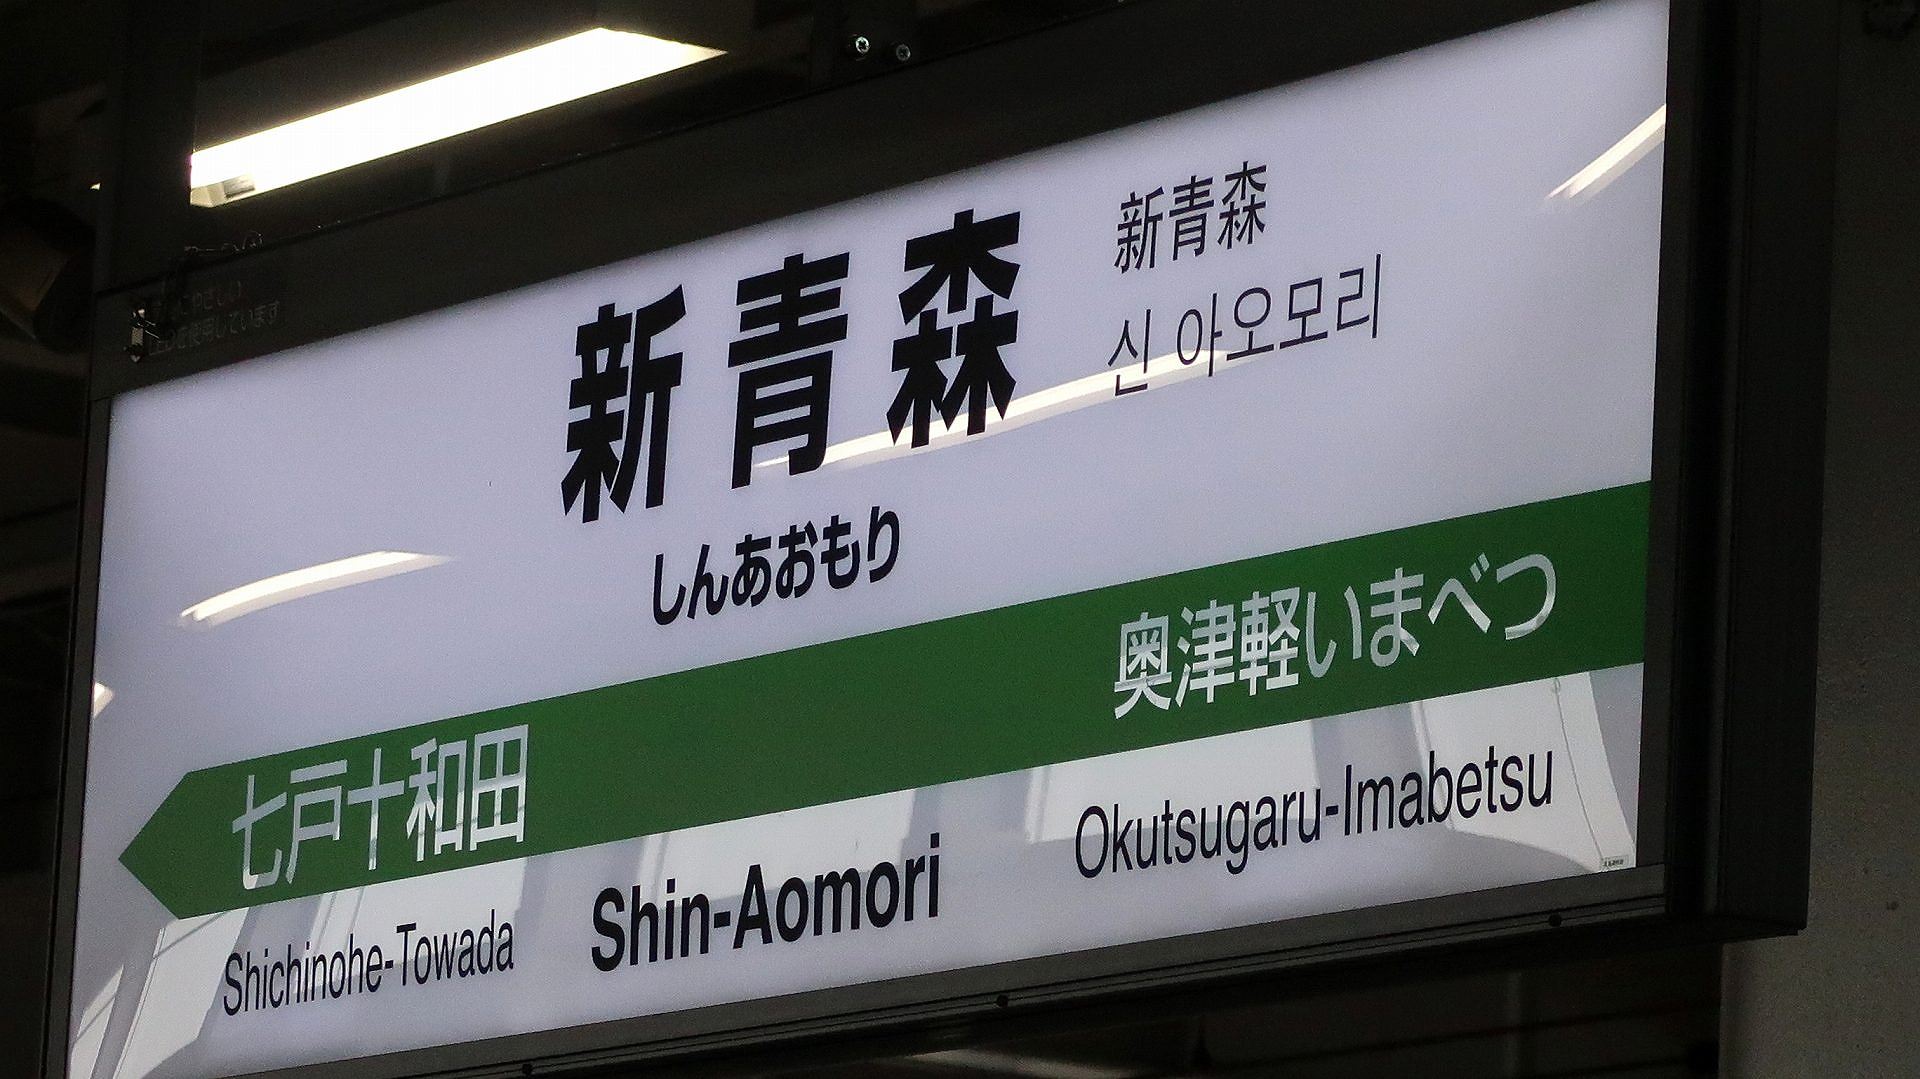 新青森
新青森
신 아오모리
しんあおもり
奥津軽いまべつ
七戸十和田
Okutsugaru-Imabetsu
Shin-Aomori
Shichinohe-Towada